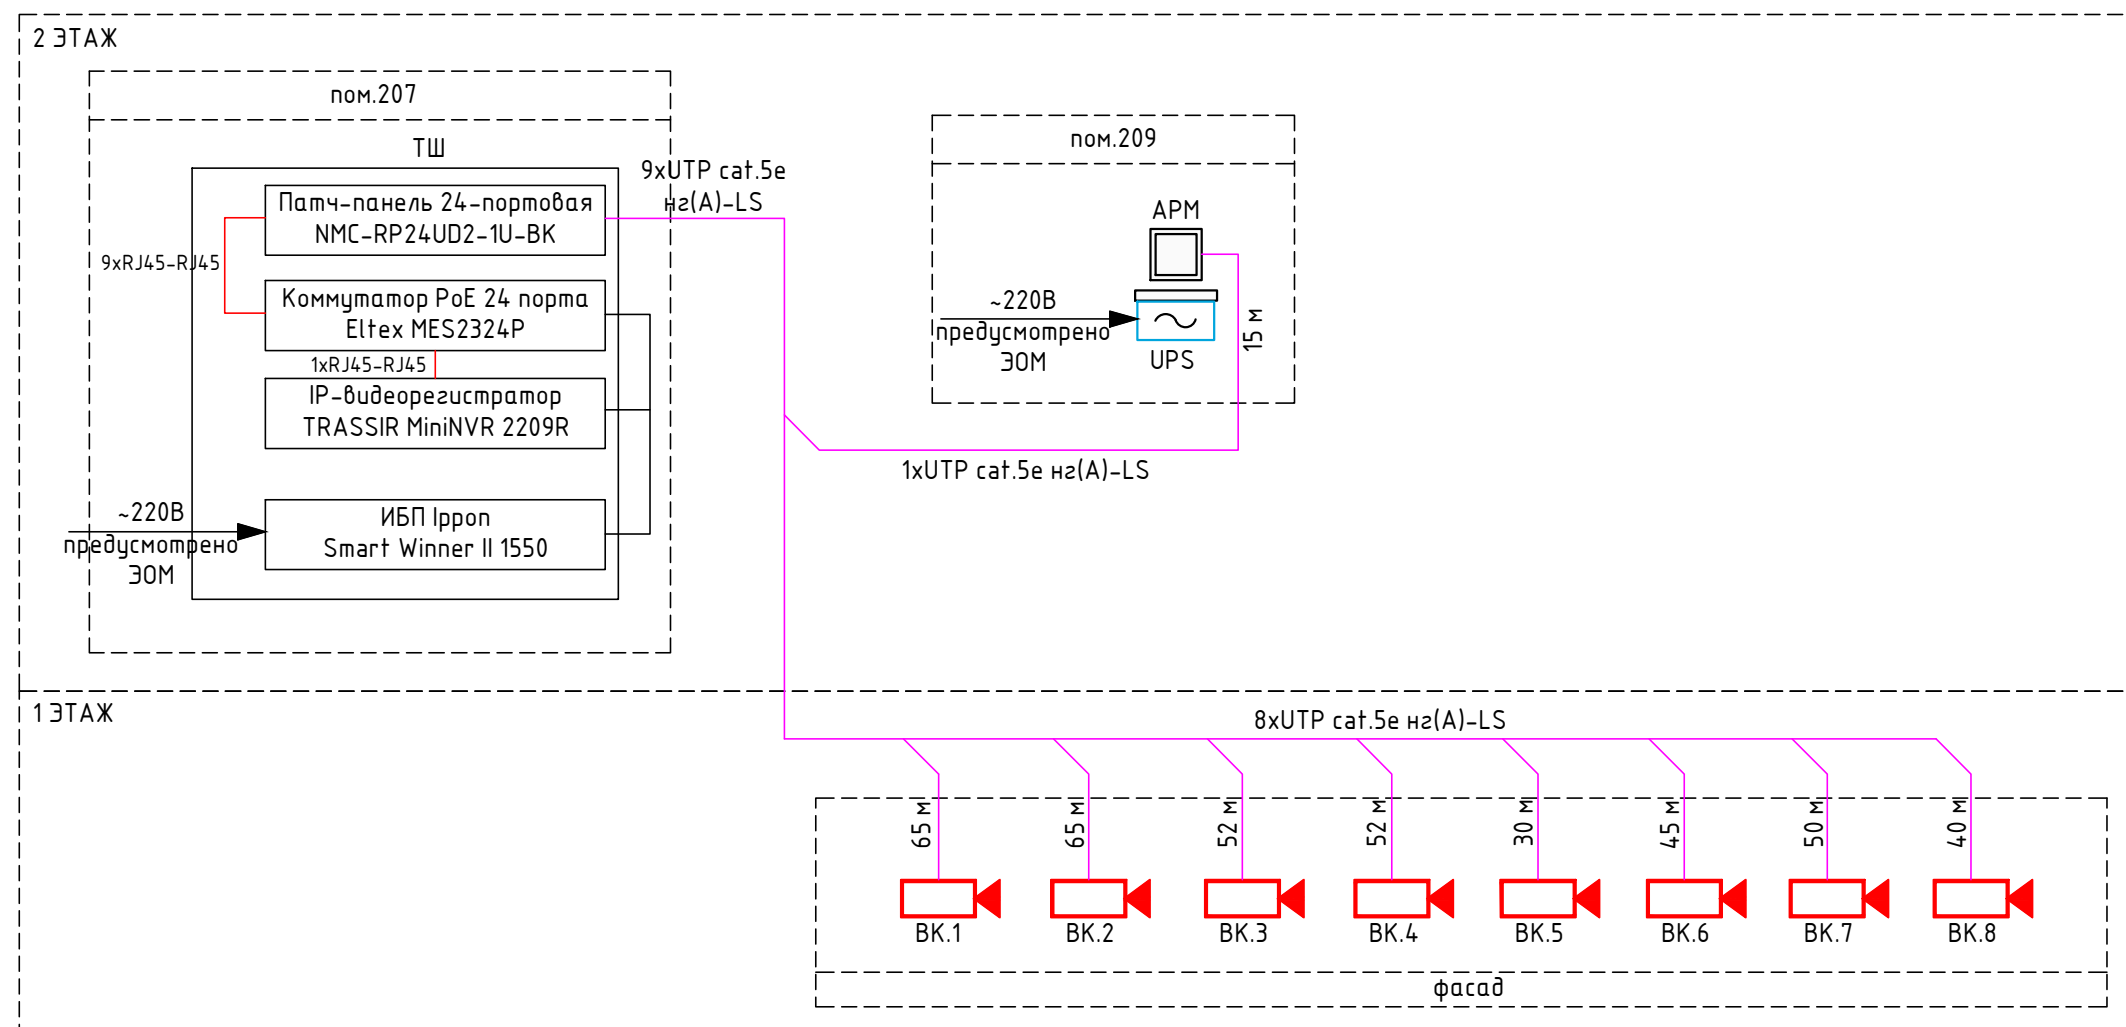 2 ЭТАЖ
пом.207
ТШ
Патч-панель 24-портовая
NMC-RP24UD2-1U-BK
9xRJ45-RJ45
Коммутатор PoE 24 порта
Eltex MES2324P
1xRJ45-RJ45
IP-видеорегистратор
TRASSIR MiniNVR 2209R
~220В
предусмотрено
ЭОМ
ИБП Ippon
Smart Winner II 1550
9xUTP cat.5e
нг(А)-LS
пом.209
АРМ
~220В
предусмотрено
ЭОМ
UPS
15 м
1xUTP cat.5e нг(А)-LS
1 ЭТАЖ
8xUTP cat.5e нг(А)-LS
65 м
65 м
52 м
52 м
30 м
45 м
50 м
40 м
ВК.1
ВК.2
ВК.3
ВК.4
ВК.5
ВК.6
ВК.7
ВК.8
фасад